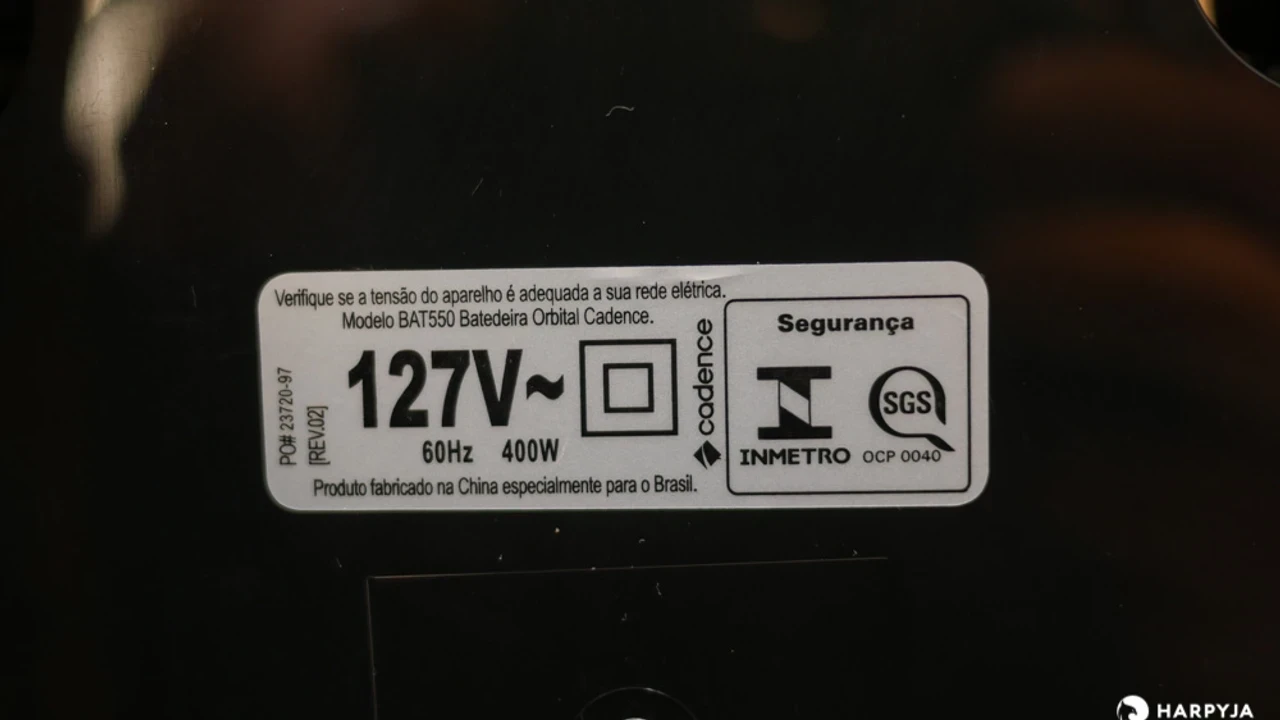 Verifique se a tensão do aparelho é adequada a sua rede elétrica.
Modelo BAT550 Batedeira Orbital Cadence.
PO# 23720-97
[REV.02]
127V~
60Hz 400W
Produto fabricado na China especialmente para o Brasil.
cadence
Segurança
INMETRO
SGS
OCP 0040
HARPYJA